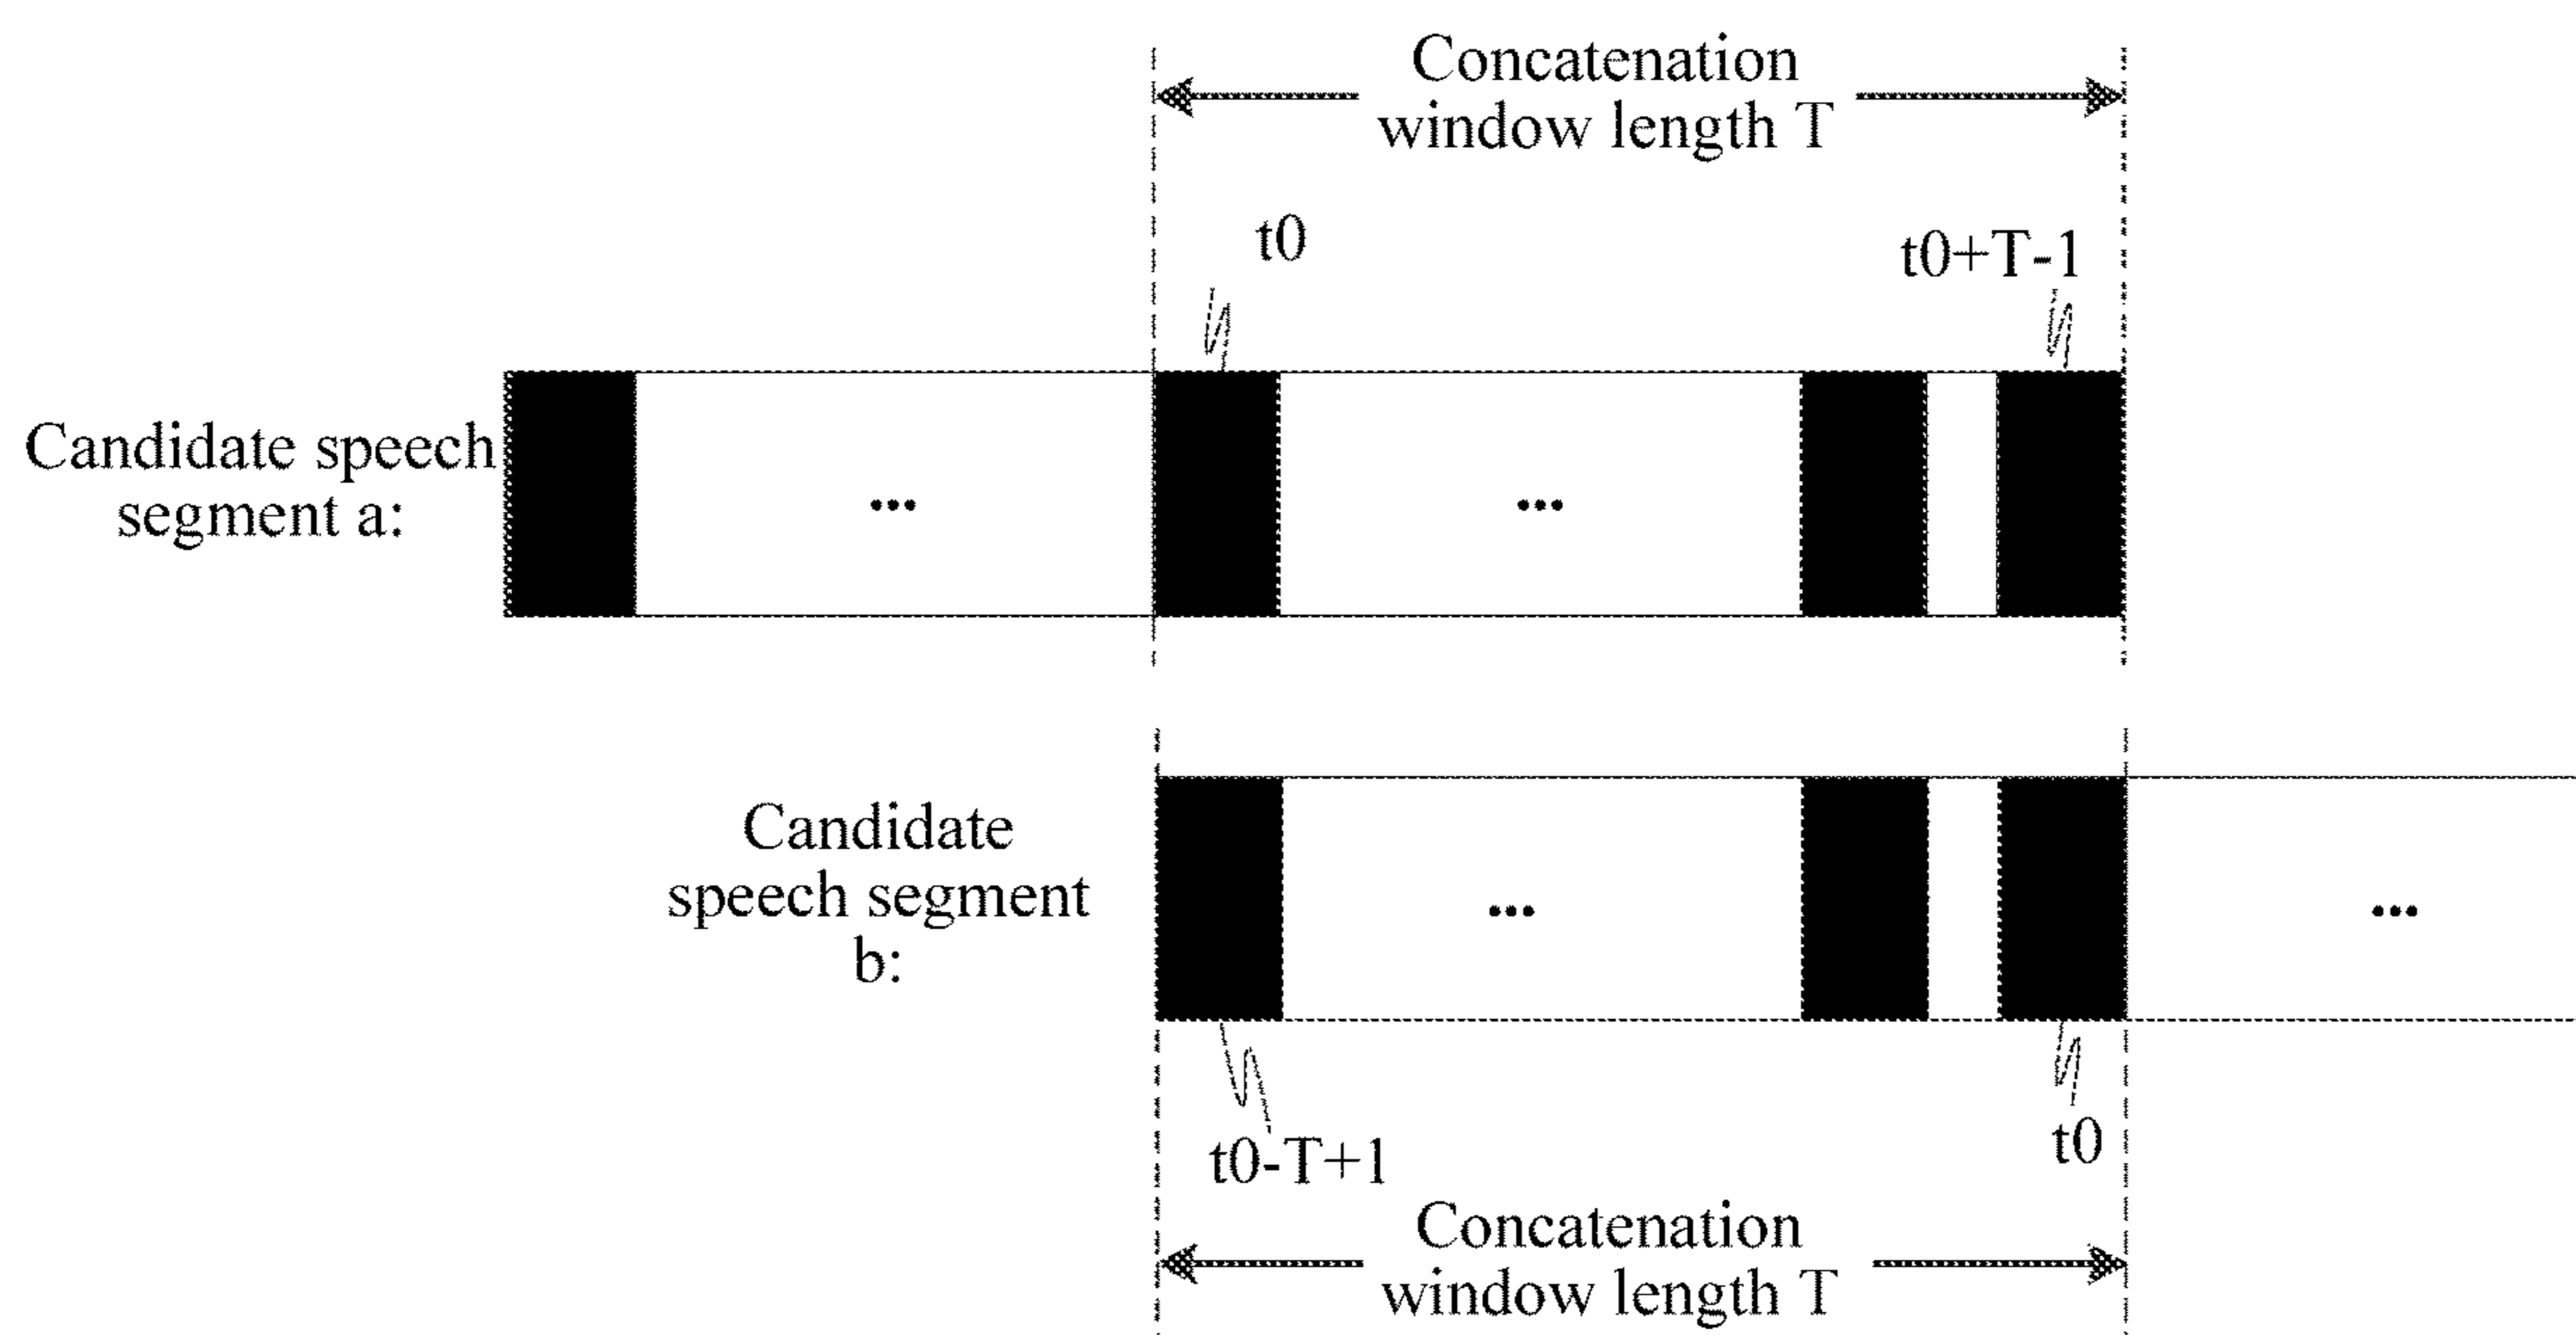 Concatenation
window length T
t0
t0+T-1
Candidate speech
segment a:
...
...
Candidate
speech segment
b:
...
...
t0-T+1
t0
Concatenation
window length T